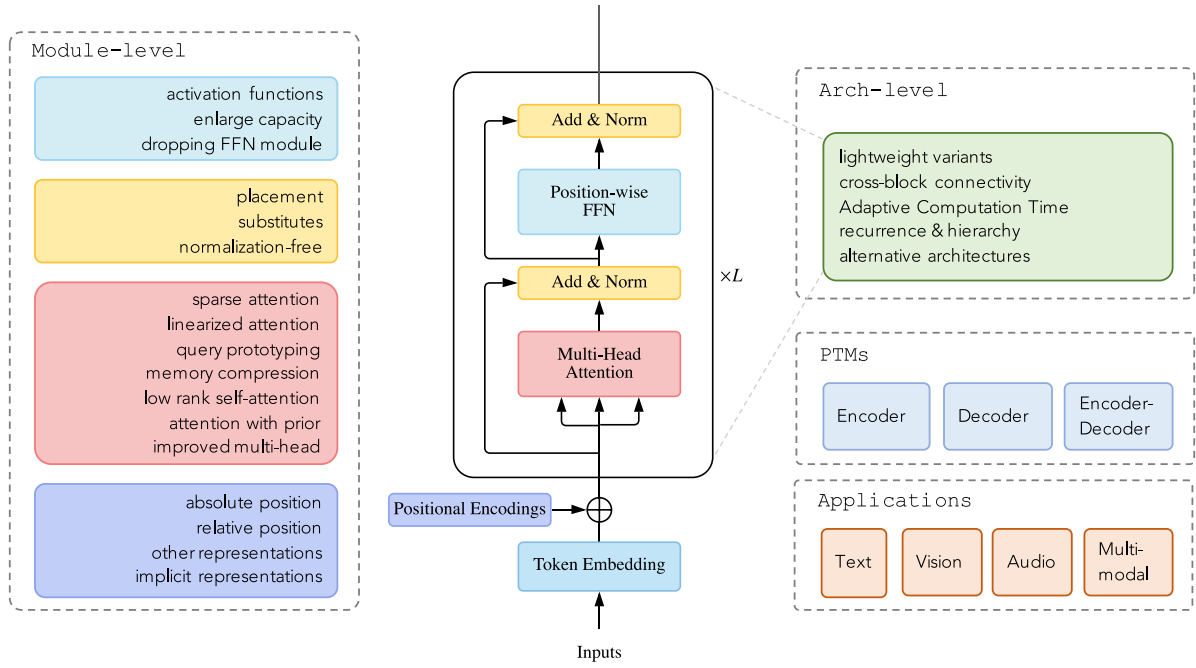 Module-level
activation functions
enlarge capacity
dropping FFN module
placement
substitutes
normalization-free
sparse attention
linearized attention
query prototyping
memory compression
low rank self-attention
attention with prior
improved multi-head
absolute position
relative position
other representations
implicit representations
Add & Norm
Position-wise
FFN
Add & Norm
×L
Multi-Head
Attention
Positional Encodings
Token Embedding
Inputs
Arch-level
lightweight variants
cross-block connectivity
Adaptive Computation Time
recurrence & hierarchy
alternative architectures
PTMs
Encoder
Decoder
Encoder-
Decoder
Applications
Text
Vision
Audio
Multi-
modal